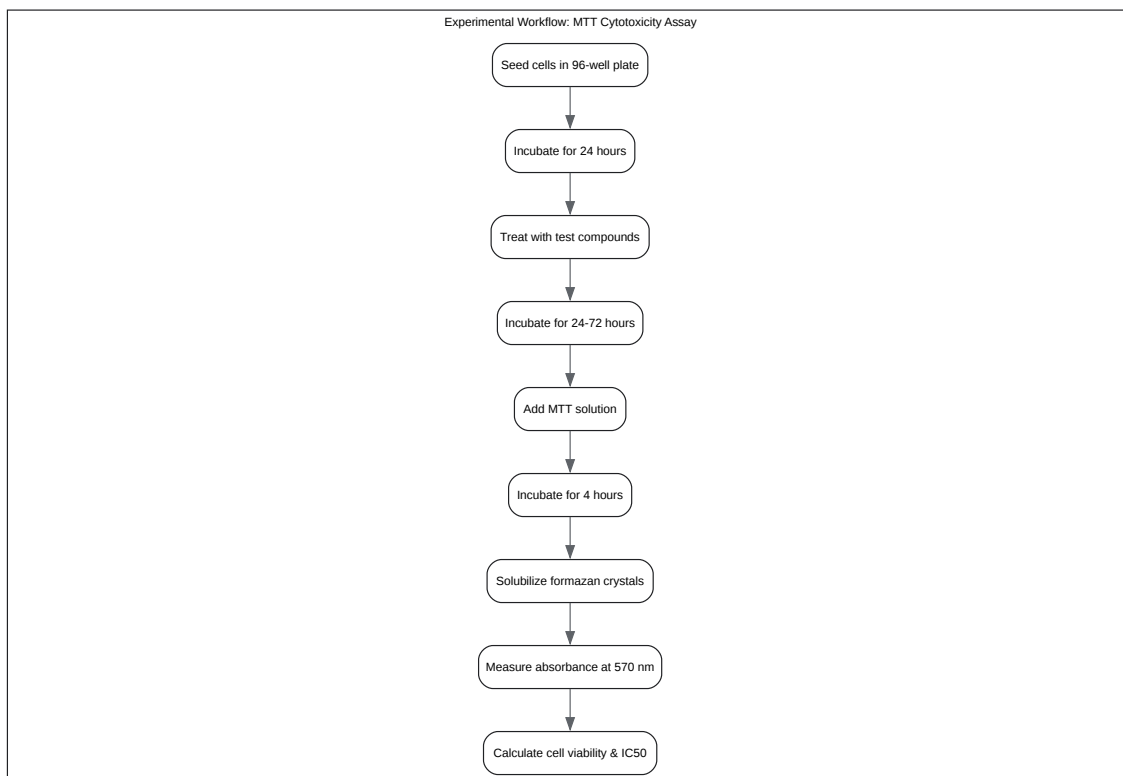 Experimental Workflow: MTT Cytotoxicity Assay
Seed cells in 96-well plate
Incubate for 24 hours
Treat with test compounds
Incubate for 24-72 hours
Add MTT solution
Incubate for 4 hours
Solubilize formazan crystals
Measure absorbance at 570 nm
Calculate cell viability & IC50